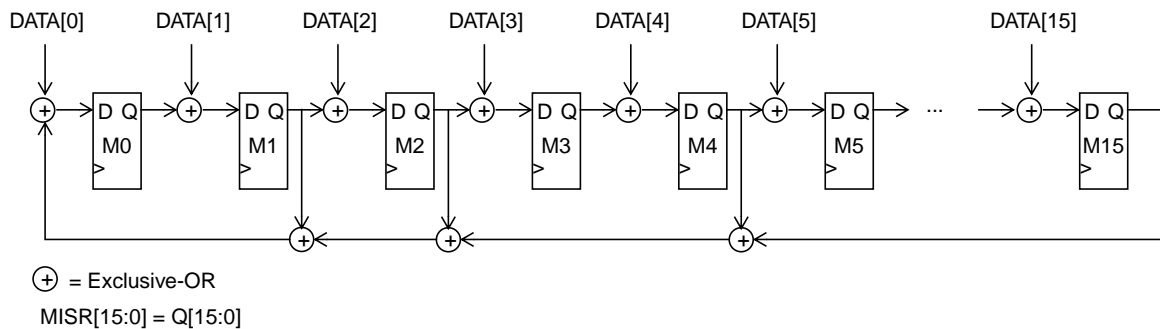 DATA[0] DATA[1] DATA[2] DATA[3] DATA[4] DATA[5] DATA[15]
+ D Q + D Q + D Q + D Q + D Q + D Q ... + D Q
M0 M1 M2 M3 M4 M5 M15
> > > > > > >
+ + +
+ = Exclusive-OR
MISR[15:0] = Q[15:0]